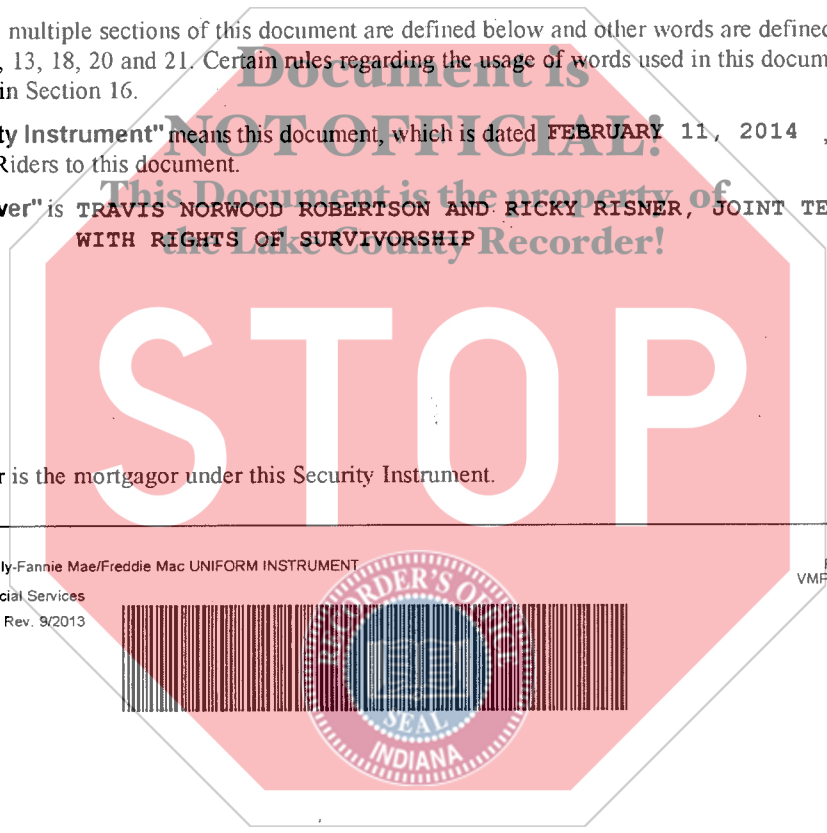 multiple sections of this document are defined below and other words are defined
, 13, 18, 20 and 21. Certain rules regarding the usage of words used in this docum
in Section 16.
Document is
ty Instrument" means this document, which is dated FEBRUARY 11, 2014 ,
NOT OFFICIAL!
Riders to this document.
This Document is the property of
ver" is TRAVIS NORWOOD ROBERTSON AND RICKY RISNER, JOINT TE
WITH RIGHTS OF SURVIVORSHIP
the Lake County Recorder!
STOP
r is the mortgagor under this Security Instrument.
ly-Fannie Mae/Freddie Mac UNIFORM INSTRUMENT
VMP
cial Services
Rev. 9/2013
RECORDER'S OFFICE
SEAL
INDIANA